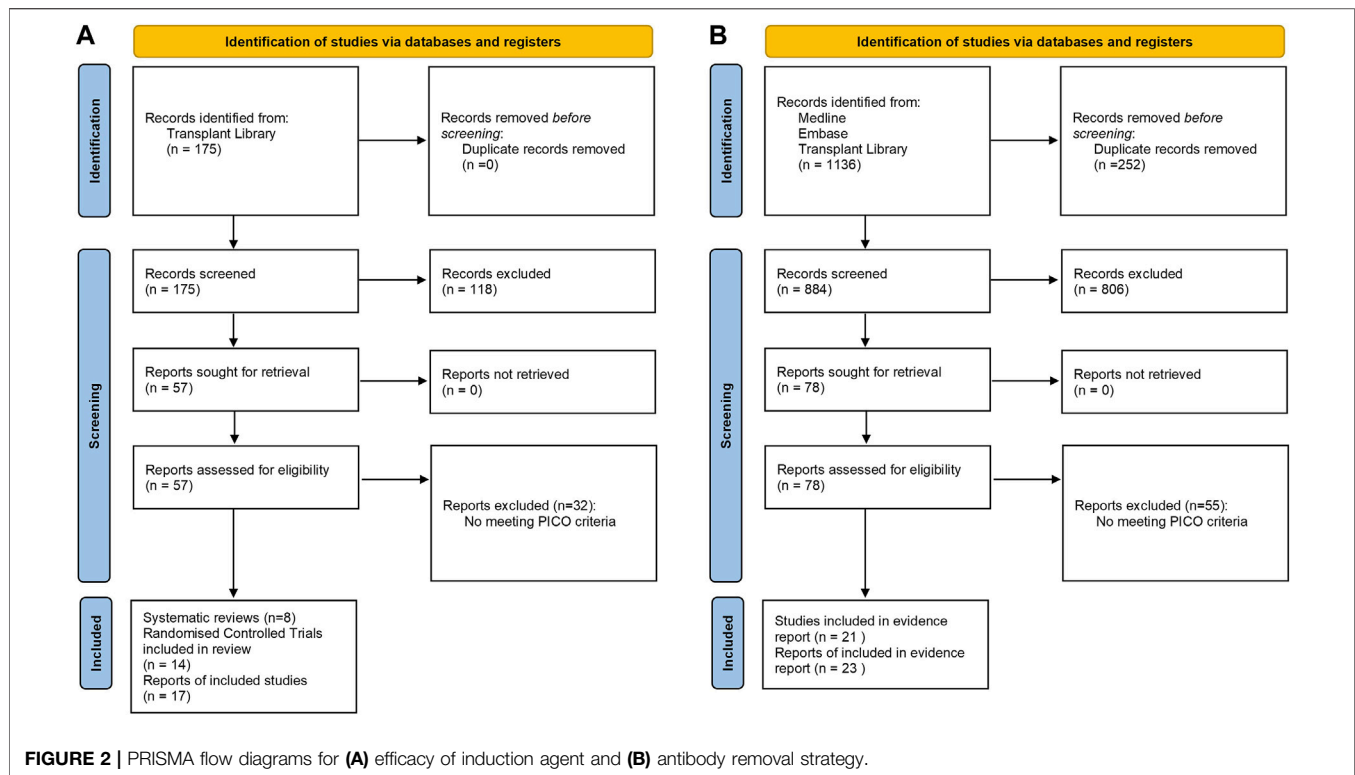 A
Identification of studies via databases and registers
Identification
Records identified from:
Transplant Library
(n = 175)
Records removed before
screening:
Duplicate records removed
(n =0)
Screening
Records screened
(n = 175)
Records excluded
(n = 118)
Reports sought for retrieval
(n = 57)
Reports not retrieved
(n = 0)
Reports assessed for eligibility
(n = 57)
Reports excluded (n=32):
No meeting PICO criteria
Included
Systematic reviews (n=8)
Randomised Controlled Trials
included in review
(n = 14)
Reports of included studies
(n = 17)
B
Identification of studies via databases and registers
Identification
Records identified from:
Medline
Embase
Transplant Library
(n = 1136)
Records removed before
screening:
Duplicate records removed
(n =252)
Screening
Records screened
(n = 884)
Records excluded
(n = 806)
Reports sought for retrieval
(n = 78)
Reports not retrieved
(n = 0)
Reports assessed for eligibility
(n = 78)
Reports excluded (n=55):
No meeting PICO criteria
Included
Studies included in evidence
report (n = 21 )
Reports of included in evidence
report (n = 23 )
FIGURE 2 | PRISMA flow diagrams for (A) efficacy of induction agent and (B) antibody removal strategy.